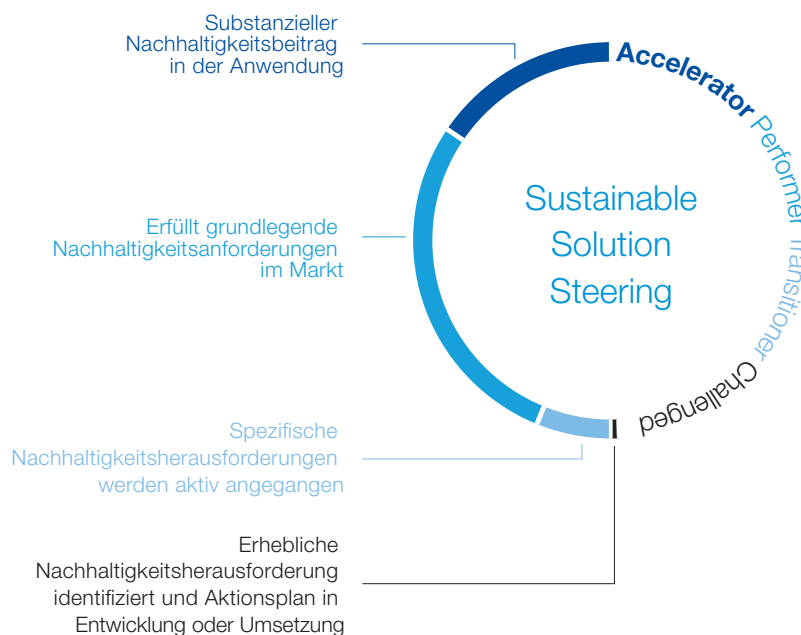 Substanzieller
Nachhaltigkeitsbeitrag
in der Anwendung
Erfüllt grundlegende
Nachhaltigkeitsanforderungen
im Markt
Spezifische
Nachhaltigkeitsherausforderungen
werden aktiv angegangen
Erhebliche
Nachhaltigkeitsherausforderung
identifiziert und Aktionsplan in
Entwicklung oder Umsetzung
Sustainable
Solution
Steering
Accelerator Performer Transitioner Challenged